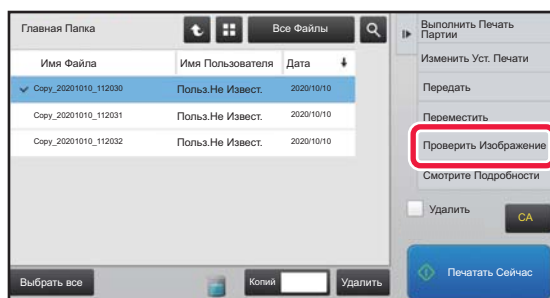 Главная Папка
Все Файлы
Имя Файла Имя Пользователя Дата
Copy_20201010_112030 Польз.Не Извест. 2020/10/10
Copy_20201010_112031 Польз.Не Извест. 2020/10/10
Copy_20201010_112032 Польз.Не Извест. 2020/10/10
Выбрать все
Копий
Удалить
Выполнить Печать
Партии
Изменить Уст. Печати
Передать
Переместить
Проверить Изображение
Смотрите Подробности
Удалить
CA
Печатать Сейчас